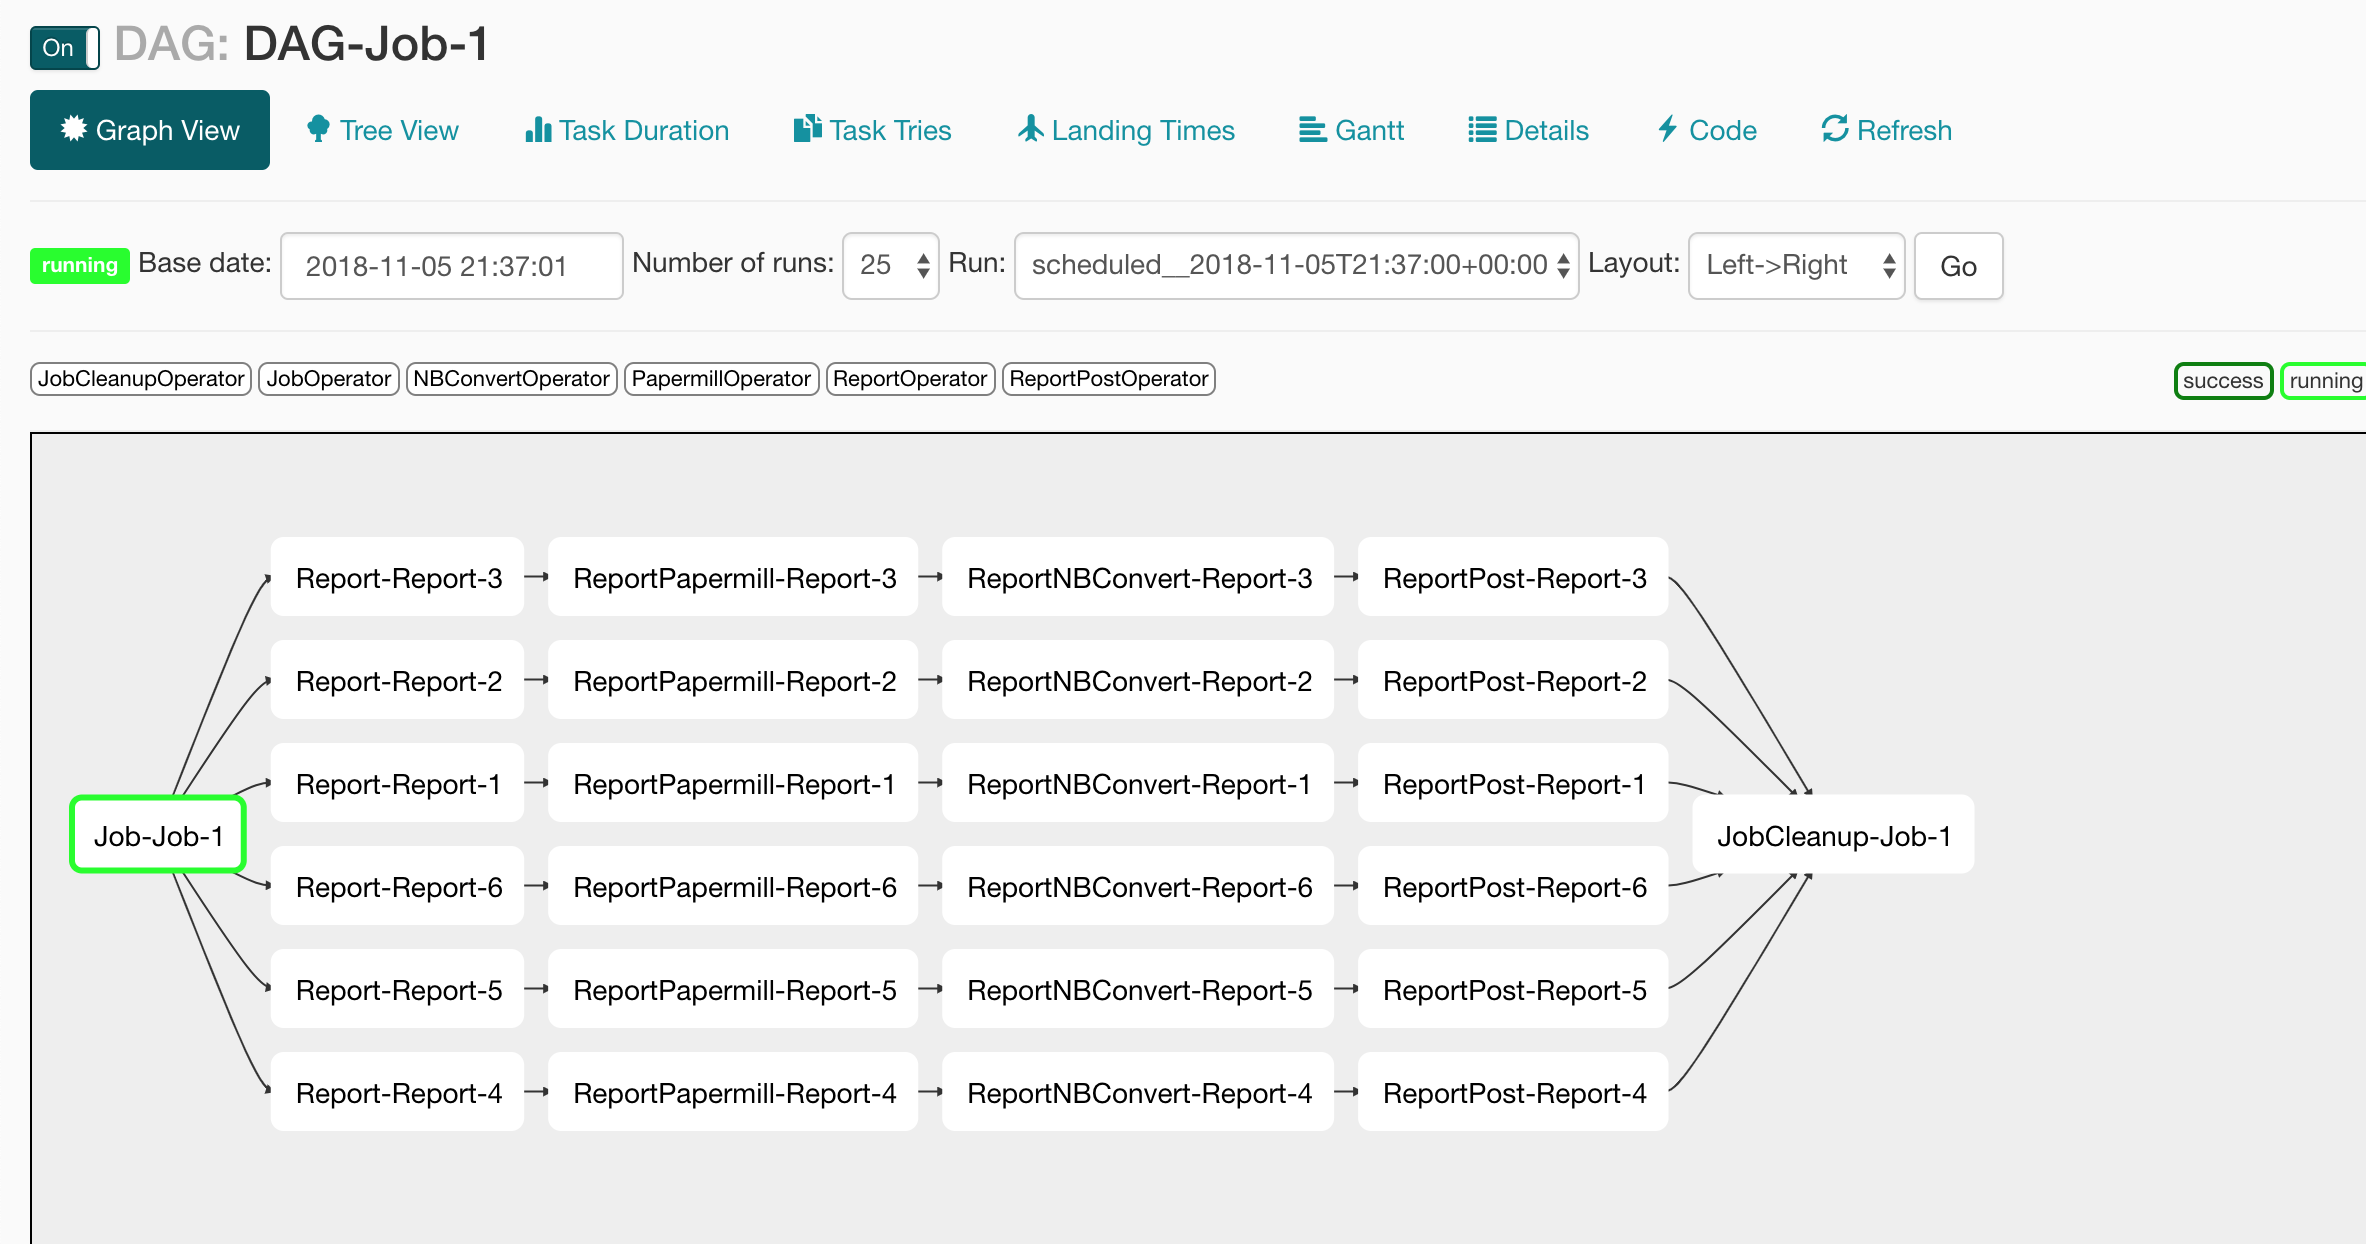 On DAG: DAG-Job-1
Graph View Tree View Task Duration Task Tries Landing Times Gantt Details Code Refresh
running Base date: 2018-11-05 21:37:01 Number of runs: 25 Run: scheduled__2018-11-05T21:37:00+00:00 Layout: Left->Right Go
JobCleanupOperator JobOperator NBConvertOperator PapermillOperator ReportOperator ReportPostOperator success running
Report-Report-3 ReportPapermill-Report-3 ReportNBConvert-Report-3 ReportPost-Report-3
Report-Report-2 ReportPapermill-Report-2 ReportNBConvert-Report-2 ReportPost-Report-2
Report-Report-1 ReportPapermill-Report-1 ReportNBConvert-Report-1 ReportPost-Report-1
Job-Job-1 JobCleanup-Job-1
Report-Report-6 ReportPapermill-Report-6 ReportNBConvert-Report-6 ReportPost-Report-6
Report-Report-5 ReportPapermill-Report-5 ReportNBConvert-Report-5 ReportPost-Report-5
Report-Report-4 ReportPapermill-Report-4 ReportNBConvert-Report-4 ReportPost-Report-4